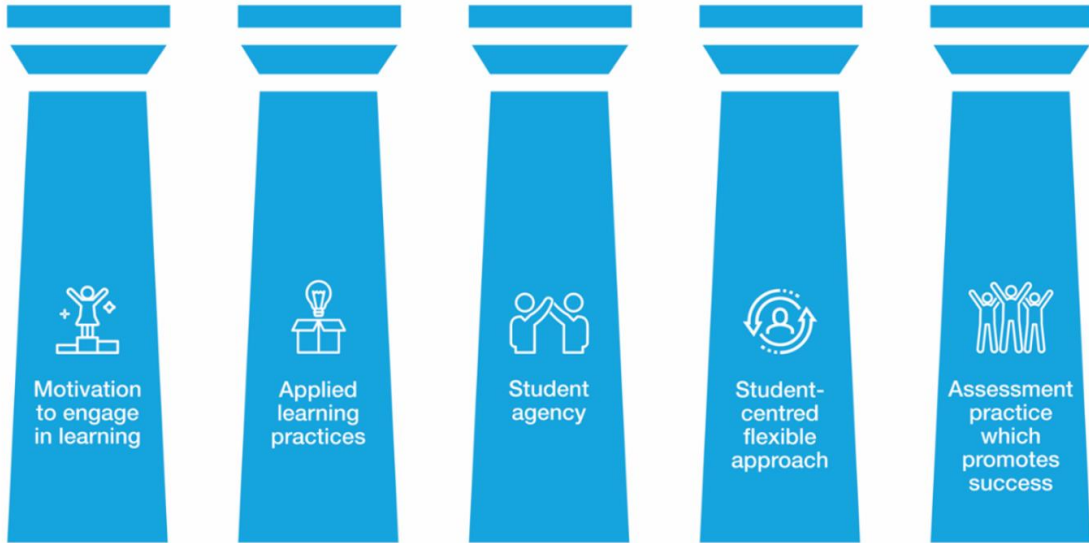 Motivation
to engage
in learning
Applied
learning
practices
Student
agency
Student-
centred
flexible
approach
Assessment
practice
which
promotes
success